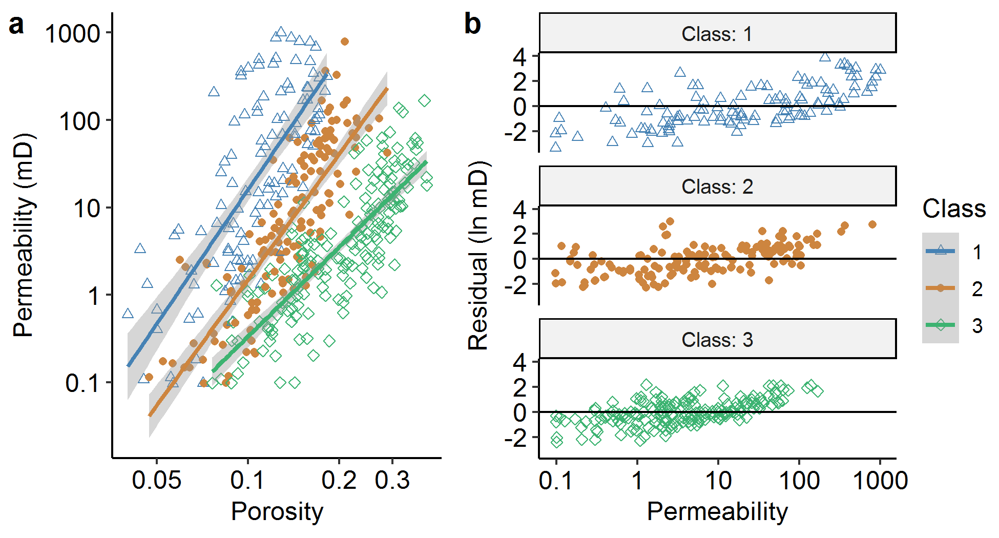 a
1000
100
10
1
0.1
Permeability (mD)
0.05
0.1
0.2
0.3
Porosity
b
Class: 1
4
2
0
-2
Class: 2
4
2
0
-2
Class: 3
4
2
0
-2
Residual (ln mD)
0.1
1
10
100
1000
Permeability
Class
1
2
3